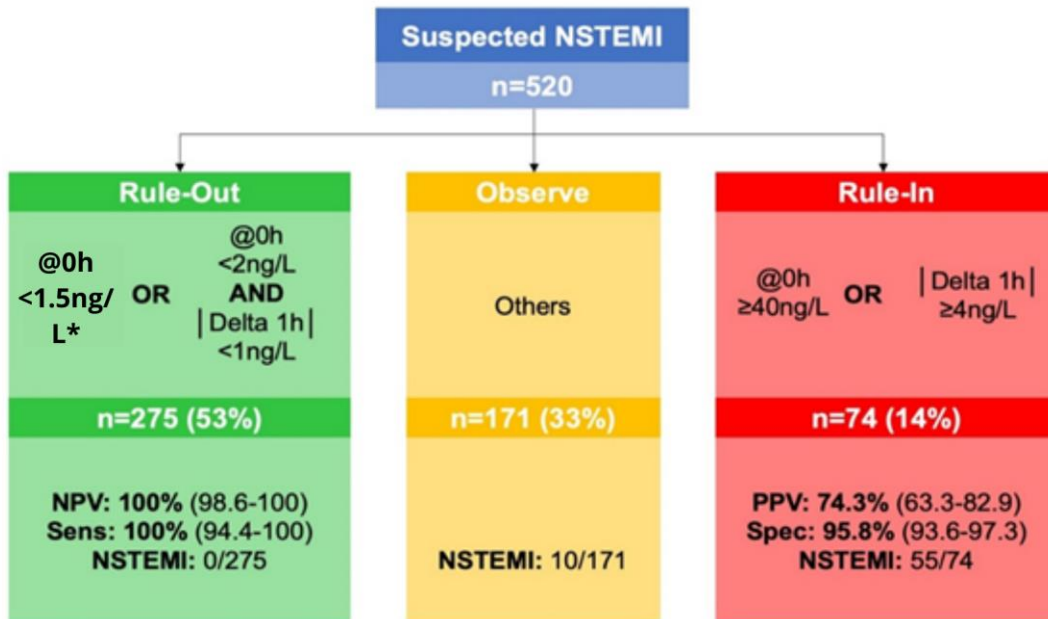 Suspected NSTEMI
n=520
Rule-Out
@0h
<1.5ng/
L*
OR
@0h
<2ng/L
AND
|Delta 1h|
<1ng/L
n=275 (53%)
NPV: 100% (98.6-100)
Sens: 100% (94.4-100)
NSTEMI: 0/275
Observe
Others
n=171 (33%)
NSTEMI: 10/171
Rule-In
@0h
≥40ng/L
OR
|Delta 1h|
≥4ng/L
n=74 (14%)
PPV: 74.3% (63.3-82.9)
Spec: 95.8% (93.6-97.3)
NSTEMI: 55/74